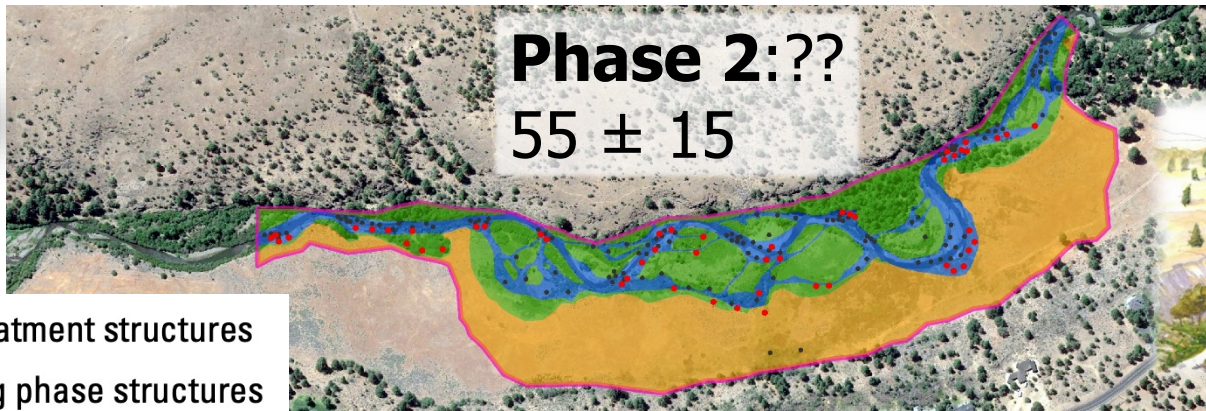 Phase 2:??
55 ± 15
atment structures
g phase structures